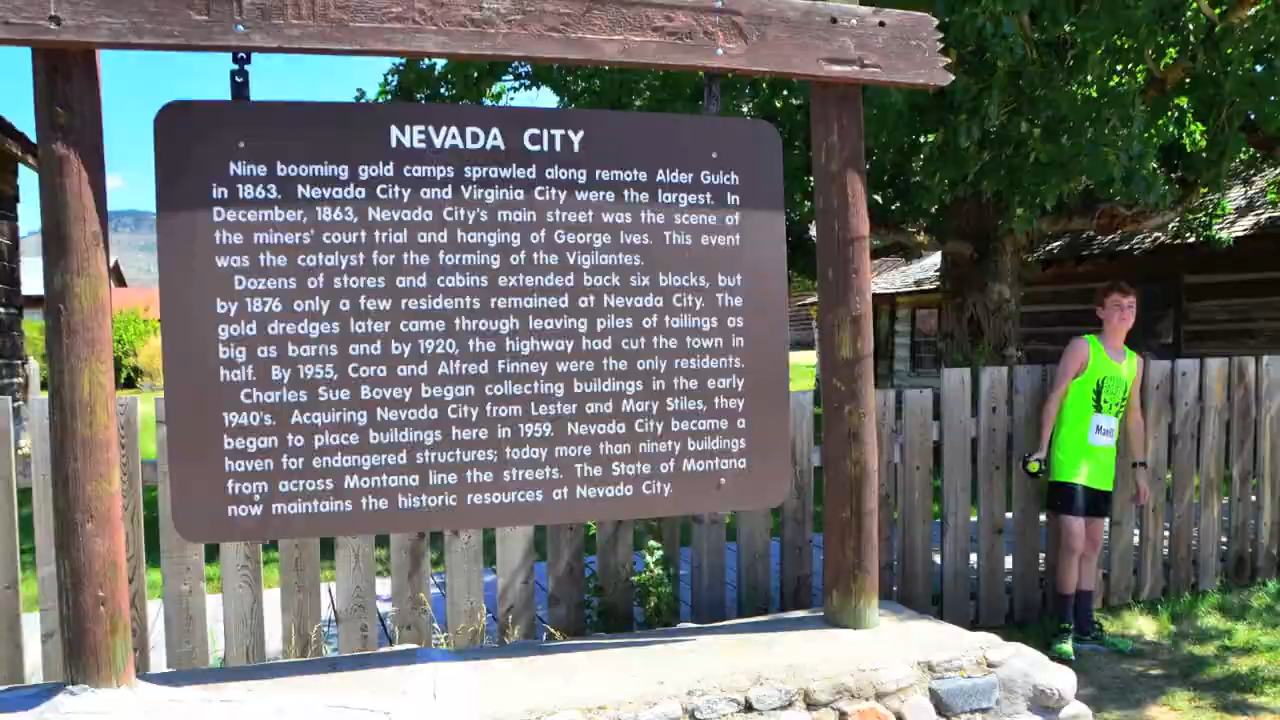 NEVADA CITY
Nine booming gold camps sprawled along remote Alder Gulch
in 1863. Nevada City and Virginia City were the largest. In
December, 1863, Nevada City's main street was the scene of
the miners' court trial and hanging of George Ives. This event
was the catalyst for the forming of the Vigilantes.
Dozens of stores and cabins extended back six blocks, but
by 1876 only a few residents remained at Nevada City. The
gold dredges later came through leaving piles of tailings as
big as barns and by 1920, the highway had cut the town in
half. By 1955, Cora and Alfred Finney were the only residents.
Charles Sue Bovey began collecting buildings in the early
1940's. Acquiring Nevada City from Lester and Mary Stiles, they
began to place buildings here in 1959. Nevada City became a
haven for endangered structures; today more than ninety buildings
from across Montana line the streets. The State of Montana
now maintains the historic resources at Nevada City.